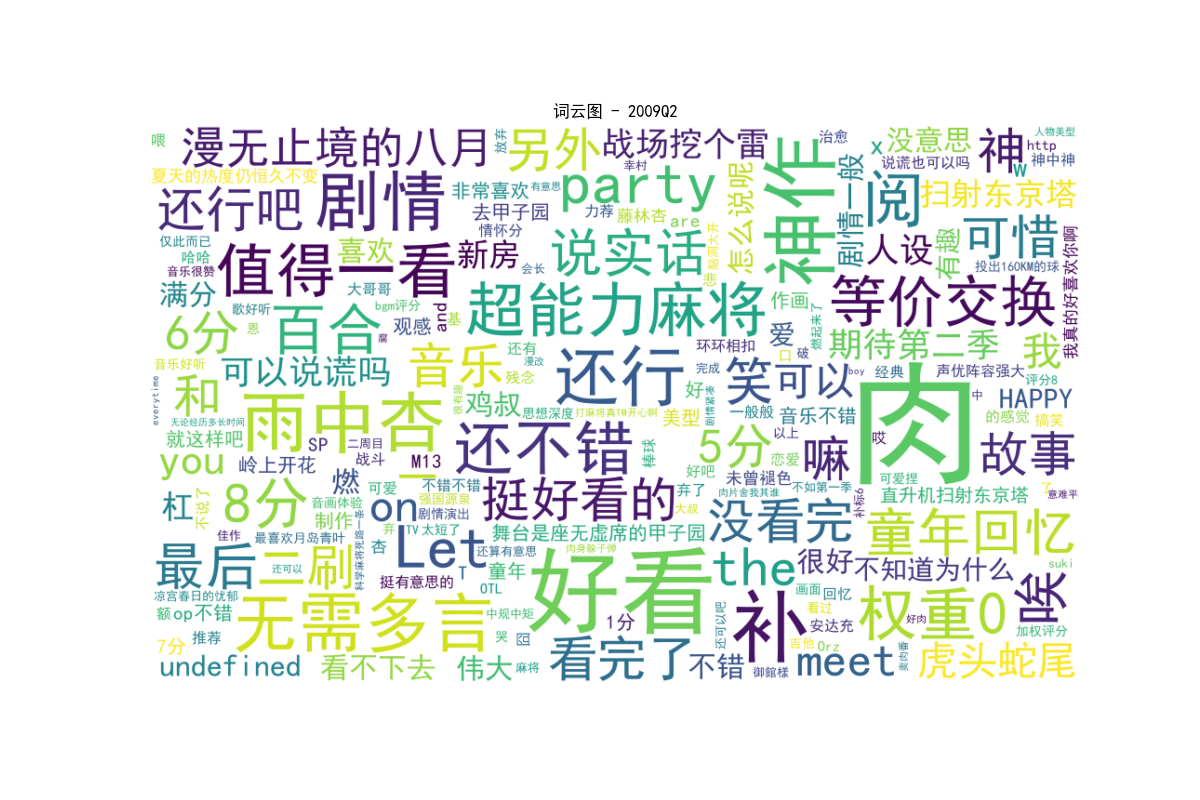 词云图 - 2009Q2
喂
漫无止境的八月
放弃
另外
战场挖个雷
治愈
x
没意思
神
人物美型
http
夏天的热度仍恒久不变
还行吧
剧情
非常喜欢
有意思
幸村
party
神作
说谎也可以吗
w
神中神
去甲子园
力荐
藤林杏
are
怎么说呢
剧情一般
阅
扫射东京塔
情怀分
仅此而已
哈哈
喜欢
新房
说实话
脑洞大开
悲
人设
有趣
可惜
我真的好喜欢你啊
音乐很赞
值得一看
会长
投出160KM的球
满分
大哥哥
歌好听
bgm评分
and
超能力麻将
作画
燃起来了
等价交换
6分
恩
百合
观感
基
腐
环环相扣
爱
口
破
期待第二季
我
音乐好听
可以说谎吗
音乐
还有
漫改
残念
还行
完成
笑
可以
boy
经典
声优阵容强大
评分8
everytime
和
雨中杏
很有趣
鸡叔
思想深度
打麻将真TM开心啊
好
美型
剧情紧凑
一般般
音乐不错
肉
中
HAPPY
无论经历多长时间
就这样吧
SP
二周目
还不错
棒球
5分
以上
哎
的感觉
搞笑
you
岭上开花
战斗
M13
一
好吧
恋爱
嘛
故事
燃
不错不错
挺好看的
弃了
未曾褪色
可爱捏
杠
不说了
8分
音画体验
可爱
强国源泉
on
肉片舍我其谁
不如第一季
补标6
直升机扫射东京塔
了
意难平
制作
科学麻将死路一条
弃
剧情演出
大叔
没看完
童年回忆
佳作
最喜欢月岛青叶
TV
太短了
舞台是座无虚席的甲子园
最后
二刷
杏
Let
还算有意思
肉身躲子弹
the
很好
不知道为什么
suki
还可以
挺有意思的
T
童年
OTL
好看
画面
回忆
唉
凉宫春日的忧郁
额
op不错
无需多言
中规中矩
还可以吧
补
看过
权重0
好肉
7分
推荐
哭
囧
1分
安达充
加权评分
吉他
Orz
undefined
看不下去
伟大
麻将
看完了
不错
御館様
meet
卖肉番
虎头蛇尾